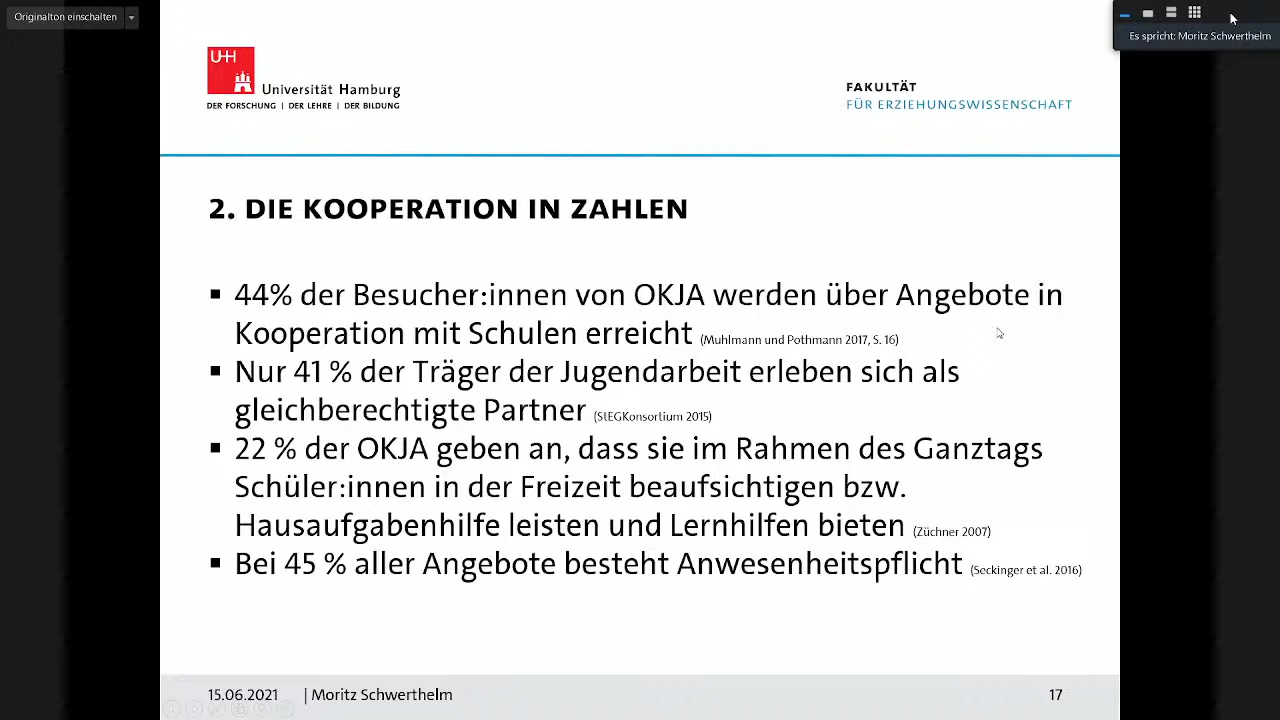 Originalton einschalten
Es spricht: Moritz Schwerthelm
UHH
Universität Hamburg
DER FORSCHUNG | DER LEHRE | DER BILDUNG
FAKULTÄT
FÜR ERZIEHUNGSWISSENSCHAFT
2. DIE KOOPERATION IN ZAHLEN
▪ 44% der Besucher:innen von OKJA werden über Angebote in
Kooperation mit Schulen erreicht (Muhlmann und Pothmann 2017, S. 16)
▪ Nur 41 % der Träger der Jugendarbeit erleben sich als
gleichberechtigte Partner (StEGKonsortium 2015)
▪ 22 % der OKJA geben an, dass sie im Rahmen des Ganztags
Schüler:innen in der Freizeit beaufsichtigen bzw.
Hausaufgabenhilfe leisten und Lernhilfen bieten (Züchner 2007)
▪ Bei 45 % aller Angebote besteht Anwesenheitspflicht (Seckinger et al. 2016)
15.06.2021 | Moritz Schwerthelm 17